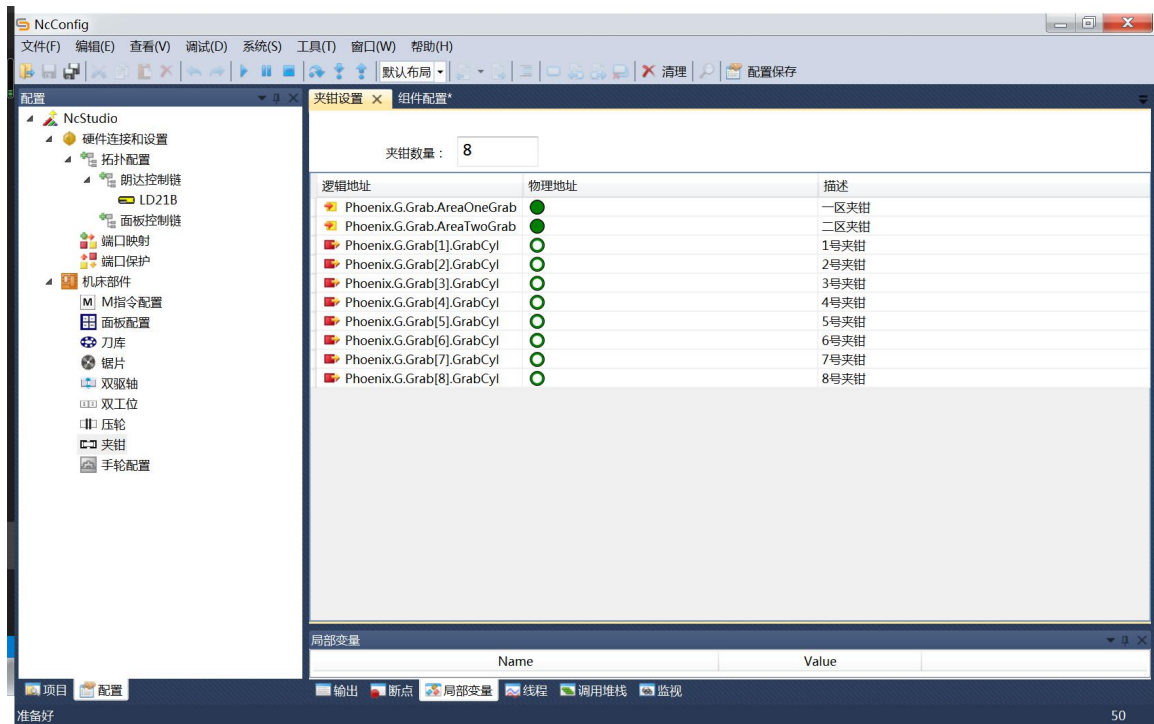 NcConfig
文件(F) 编辑(E) 查看(V) 调试(D) 系统(S) 工具(T) 窗口(W) 帮助(H)
默认布局 清理 配置保存
配置
NcStudio
硬件连接和设置
拓扑配置
朗达控制链
LD21B
面板控制链
端口映射
端口保护
机床部件
M M指令配置
面板配置
刀库
锯片
双驱轴
双工位
压轮
夹钳
手轮配置
项目 配置
夹钳设置 组件配置*
夹钳数量： 8
逻辑地址 物理地址 描述
Phoenix.G.Grab.AreaOneGrab 一区夹钳
Phoenix.G.Grab.AreaTwoGrab 二区夹钳
Phoenix.G.Grab[1].GrabCyl 1号夹钳
Phoenix.G.Grab[2].GrabCyl 2号夹钳
Phoenix.G.Grab[3].GrabCyl 3号夹钳
Phoenix.G.Grab[4].GrabCyl 4号夹钳
Phoenix.G.Grab[5].GrabCyl 5号夹钳
Phoenix.G.Grab[6].GrabCyl 6号夹钳
Phoenix.G.Grab[7].GrabCyl 7号夹钳
Phoenix.G.Grab[8].GrabCyl 8号夹钳
局部变量
Name Value
输出 断点 局部变量 线程 调用堆栈 监视
准备好 50